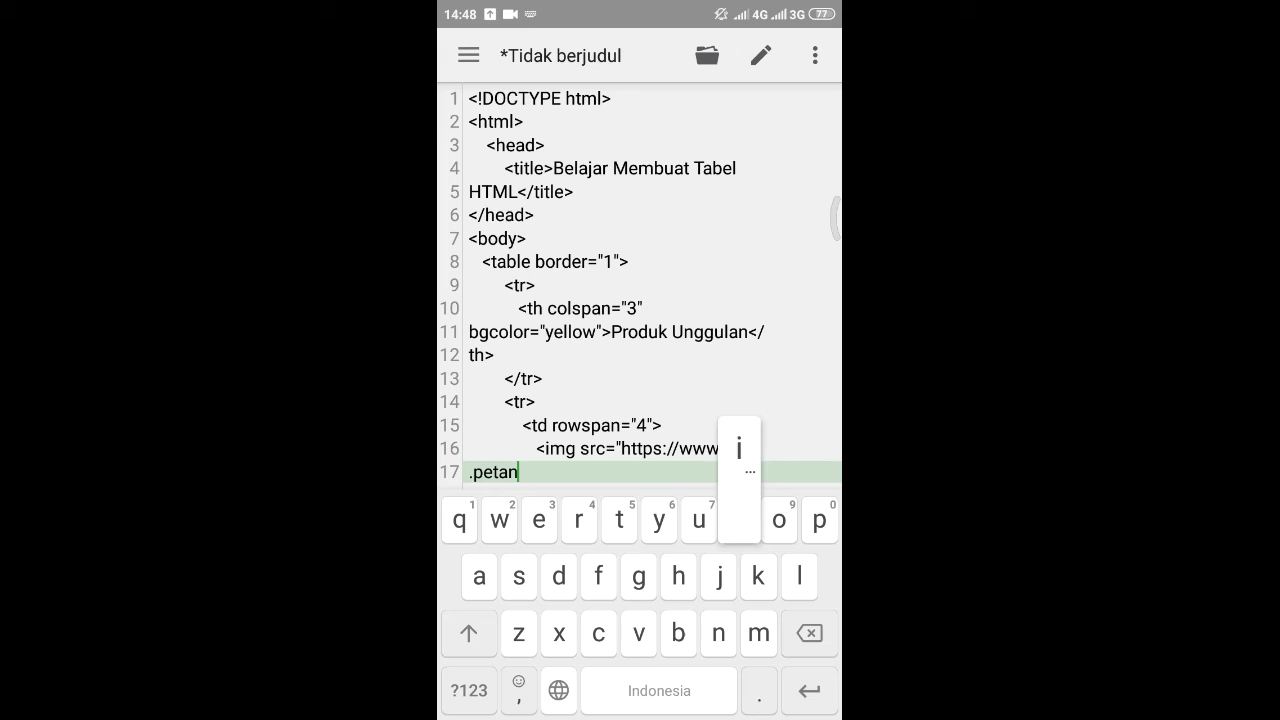 14:48 4G 3G 77
*Tidak berjudul
1 <!DOCTYPE html>
2 <html>
3 <head>
4 <title>Belajar Membuat Tabel
5 HTML</title>
6 </head>
7 <body>
8 <table border="1">
9 <tr>
10 <th colspan="3"
11 bgcolor="yellow">Produk Unggulan</
12 th>
13 </tr>
14 <tr>
15 <td rowspan="4">
16 <img src="https://www
17 .petan
i
...
1 2 3 4 5 6 7 9 0
q w e r t y u o p
a s d f g h j k l
z x c v b n m
?123 , Indonesia .